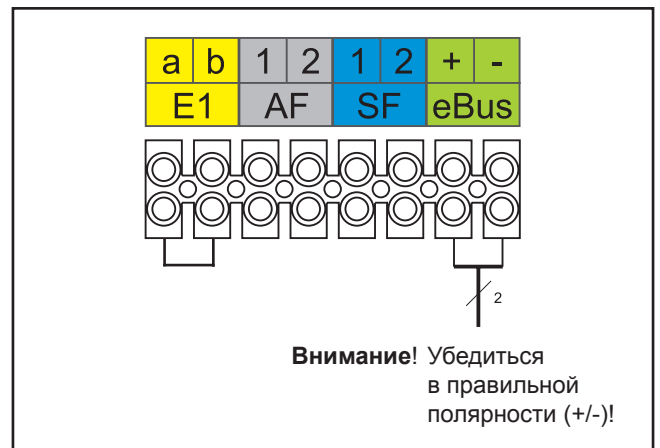 a b 1 2 1 2 + -
E1 AF SF eBus
2
Внимание! Убедиться
в правильной
полярности (+/-)!